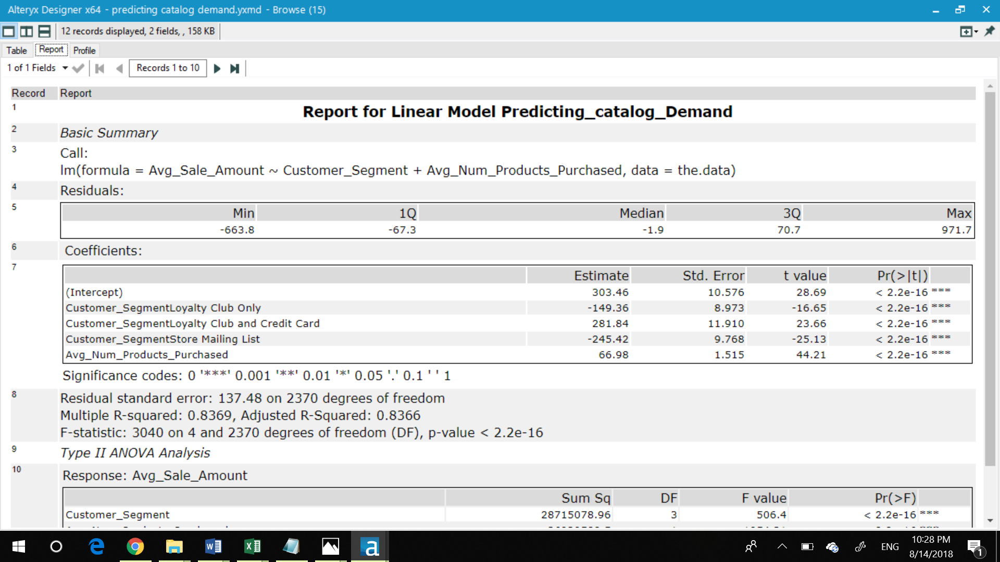 Alteryx Designer x64 - predicting catalog demand.yxmd - Browse (15)
12 records displayed, 2 fields, , 158 KB
Table Report Profile
1 of 1 Fields Records 1 to 10
Record Report
1 Report for Linear Model Predicting_catalog_Demand
2 Basic Summary
3 Call:
lm(formula = Avg_Sale_Amount ~ Customer_Segment + Avg_Num_Products_Purchased, data = the.data)
4 Residuals:
5 Min 1Q Median 3Q Max
-663.8 -67.3 -1.9 70.7 971.7
6 Coefficients:
7 Estimate Std. Error t value Pr(>|t|)
(Intercept) 303.46 10.576 28.69 < 2.2e-16 ***
Customer_SegmentLoyalty Club Only -149.36 8.973 -16.65 < 2.2e-16 ***
Customer_SegmentLoyalty Club and Credit Card 281.84 11.910 23.66 < 2.2e-16 ***
Customer_SegmentStore Mailing List -245.42 9.768 -25.13 < 2.2e-16 ***
Avg_Num_Products_Purchased 66.98 1.515 44.21 < 2.2e-16 ***
Significance codes: 0 '***' 0.001 '**' 0.01 '*' 0.05 '.' 0.1 ' ' 1
8 Residual standard error: 137.48 on 2370 degrees of freedom
Multiple R-squared: 0.8369, Adjusted R-Squared: 0.8366
F-statistic: 3040 on 4 and 2370 degrees of freedom (DF), p-value < 2.2e-16
9 Type II ANOVA Analysis
10 Response: Avg_Sale_Amount
Sum Sq DF F value Pr(>F)
Customer_Segment 28715078.96 3 506.4 < 2.2e-16 ***
ENG
10:28 PM
8/14/2018
1